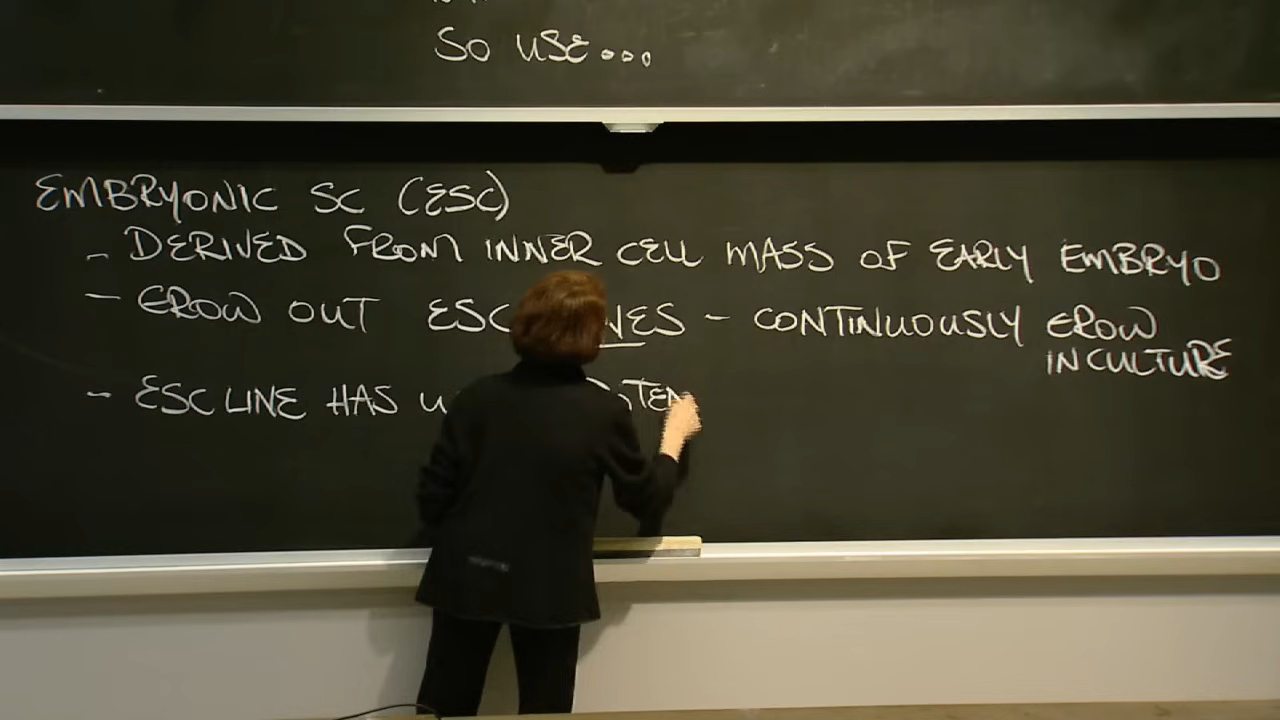 SO USE...
EMBRYONIC SC (ESC)
- DERIVED FROM INNER CELL MASS OF EARLY EMBRYO
- GROW OUT ESC - CONTINUOUSLY GROW
IN CULTURE
- ESC LINE HAS